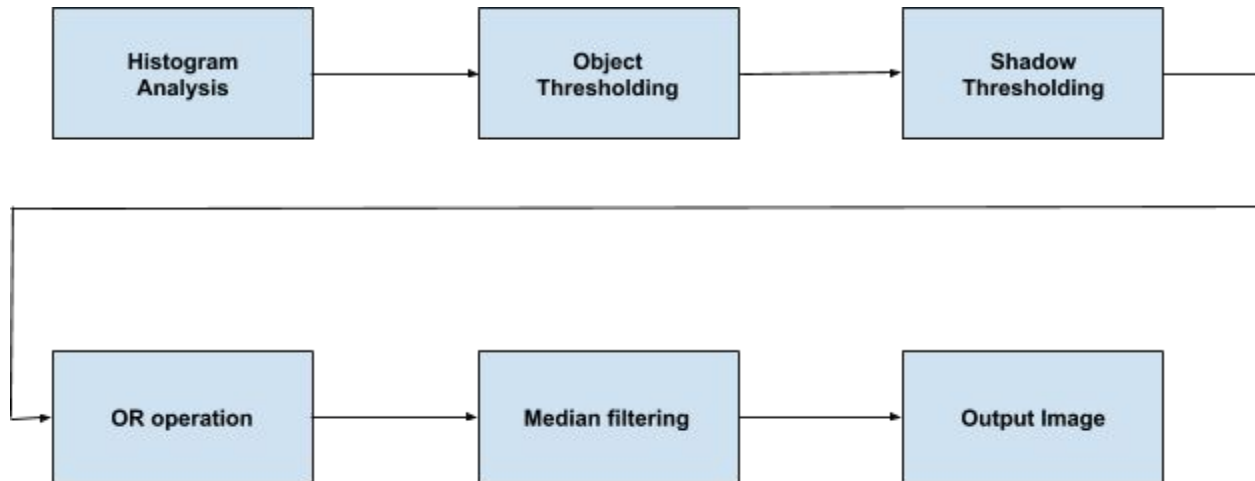 Histogram
Analysis
Object
Thresholding
Shadow
Thresholding
OR operation
Median filtering
Output Image